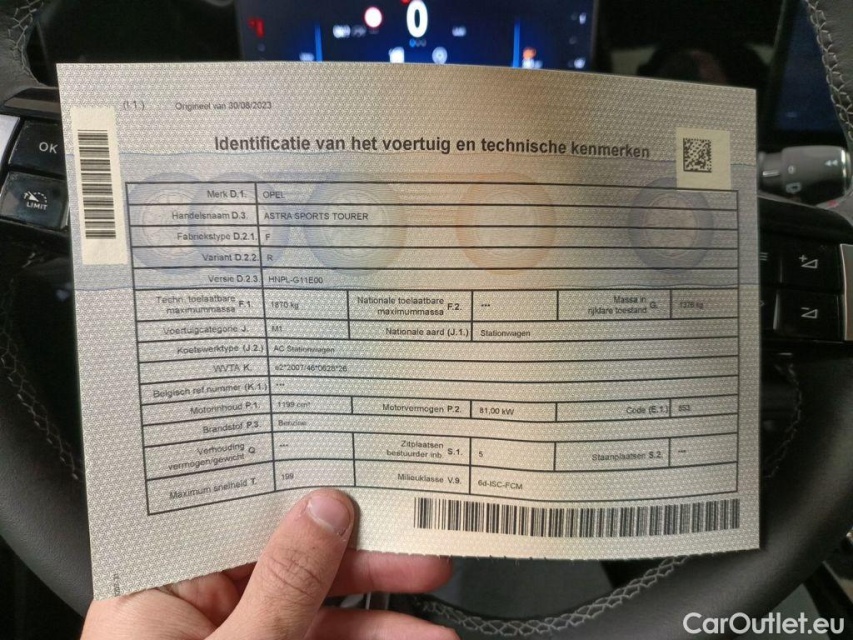 0
OK
LIMIT
(I.1.) Origineel van 30/08/2023
Identificatie van het voertuig en technische kenmerken
Merk D.1. OPEL
Handelsnaam D.3. ASTRA SPORTS TOURER
Fabriekstype D.2.1. F
Variant D.2.2. R
Versie D.2.3 HNPL-G11E00
Techn. toelaatbare maximummassa F.1. 1870 kg Nationale toelaatbare maximummassa F.2. --- Massa in rijklare toestand G.
Voertuigcategorie J. M1 Nationale aard (J.1.) Stationwagen
Koetswerktype (J.2.) AC Stationwagen
WVTA K. e2*2007/46*0628*26
Belgisch ref.nummer (K.1.) ---
Motorinhoud P.1. 1199 cm³ Motorvermogen P.2. 81,00 kW Code (E.1.)
Brandstof P.3. Benzine
Verhouding vermogen/gewicht Q --- Zitplaatsen bestuurder inb. S.1. 5 Staanplaatsen S.2. ---
Maximum snelheid T. 199 Milieuklasse V.9. 6d-ISC-FCM
CarOutlet.eu